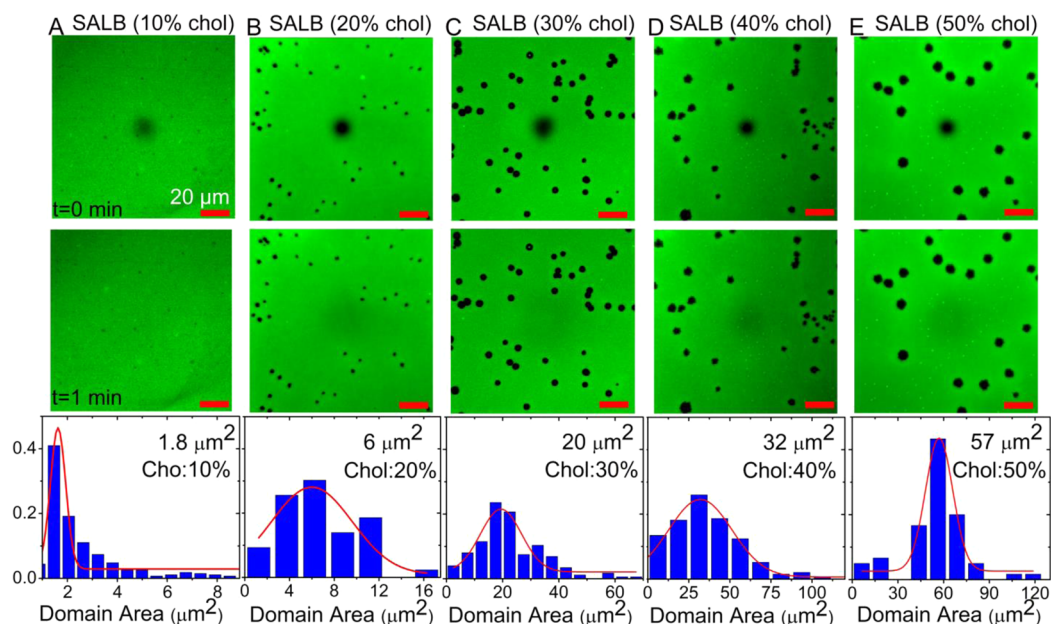 A SALB (10% chol) B SALB (20% chol) C SALB (30% chol) D SALB (40% chol) E SALB (50% chol)
20 µm
t=0 min
t=1 min
1.8 µm² 6 µm² 20 µm² 32 µm² 57 µm²
Cho:10% Chol:20% Chol:30% Chol:40% Chol:50%
0.4
0.2
0.0
2 4 6 8 0 4 8 12 16 0 20 40 60 0 25 50 75 100 0 30 60 90 120
Domain Area (µm²) Domain Area (µm²) Domain Area (µm²) Domain Area (µm²) Domain Area (µm²)